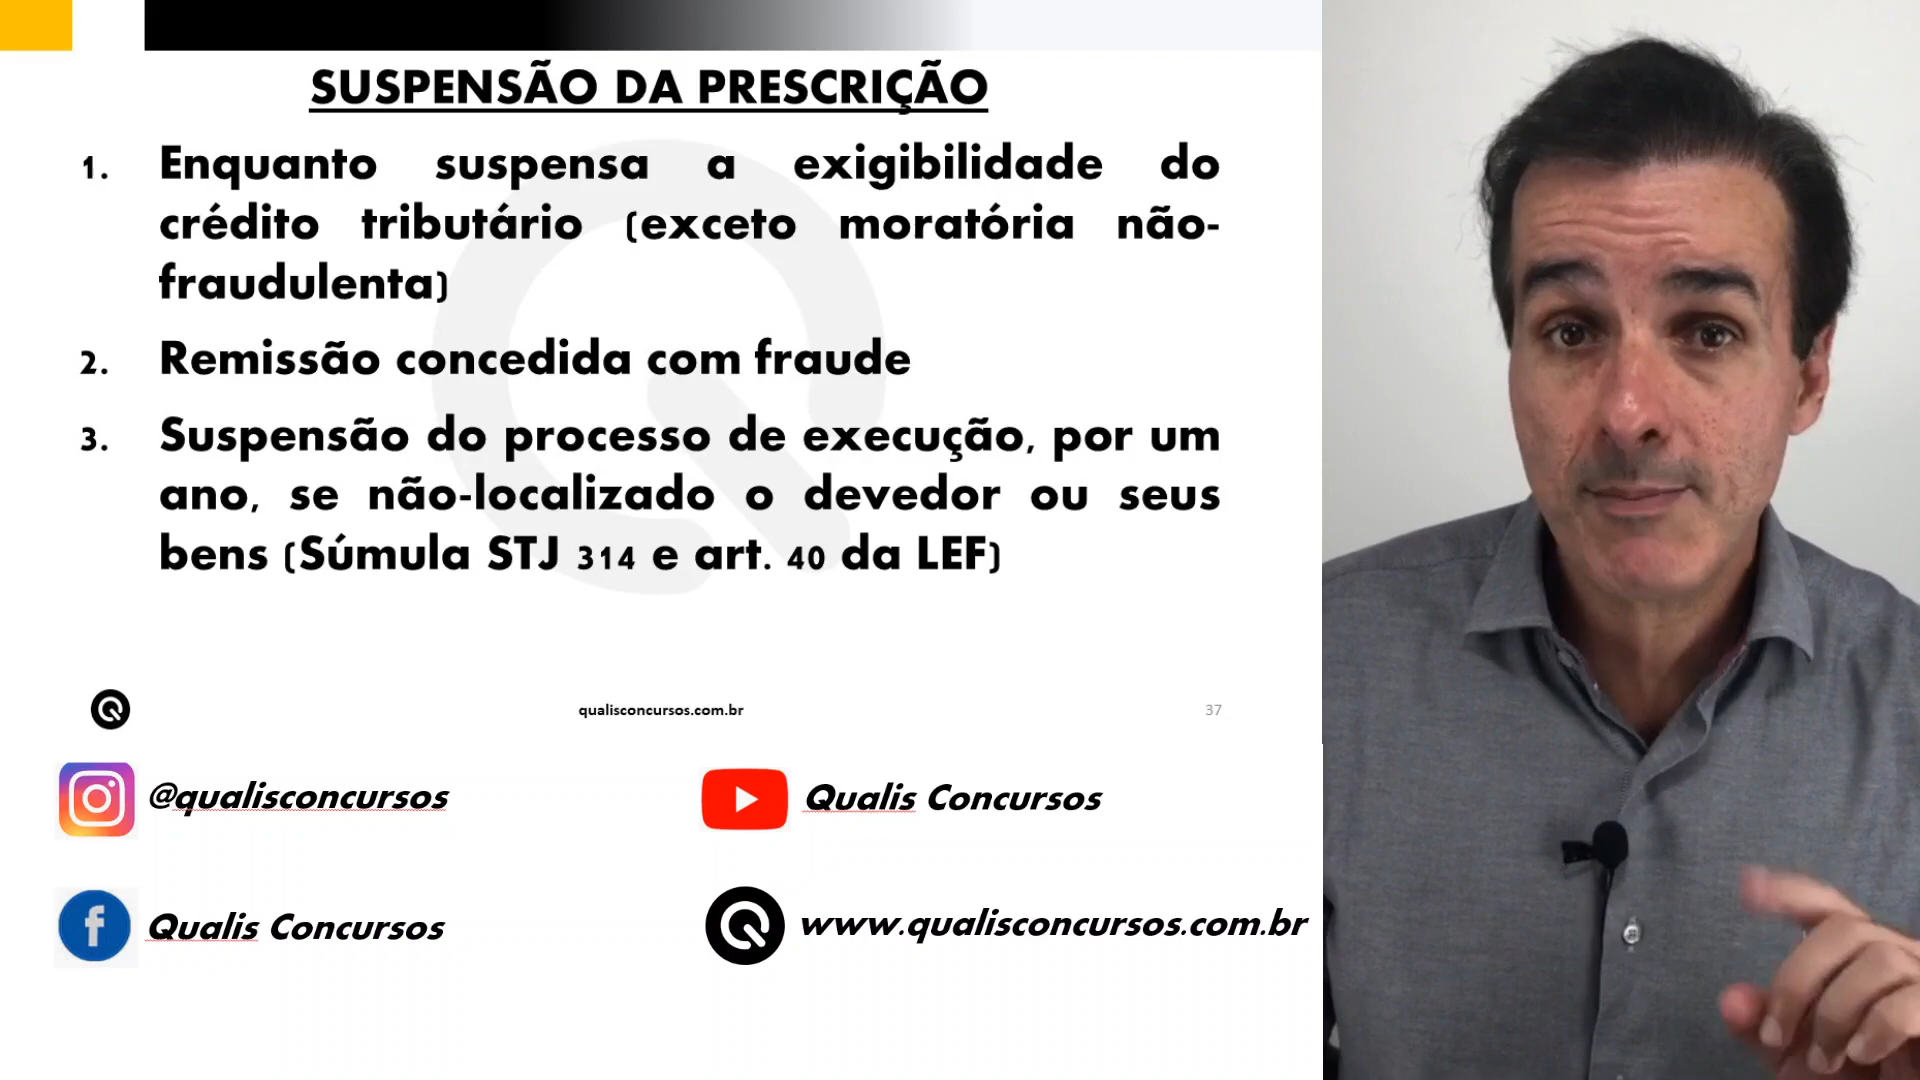 SUSPENSÃO DA PRESCRIÇÃO
1. Enquanto suspensa a exigibilidade do
crédito tributário (exceto moratória não-
fraudulenta)
2. Remissão concedida com fraude
3. Suspensão do processo de execução, por um
ano, se não-localizado o devedor ou seus
bens (Súmula STJ 314 e art. 40 da LEF)
qualisconcursos.com.br
37
@qualisconcursos
Qualis Concursos
Qualis Concursos
www.qualisconcursos.com.br